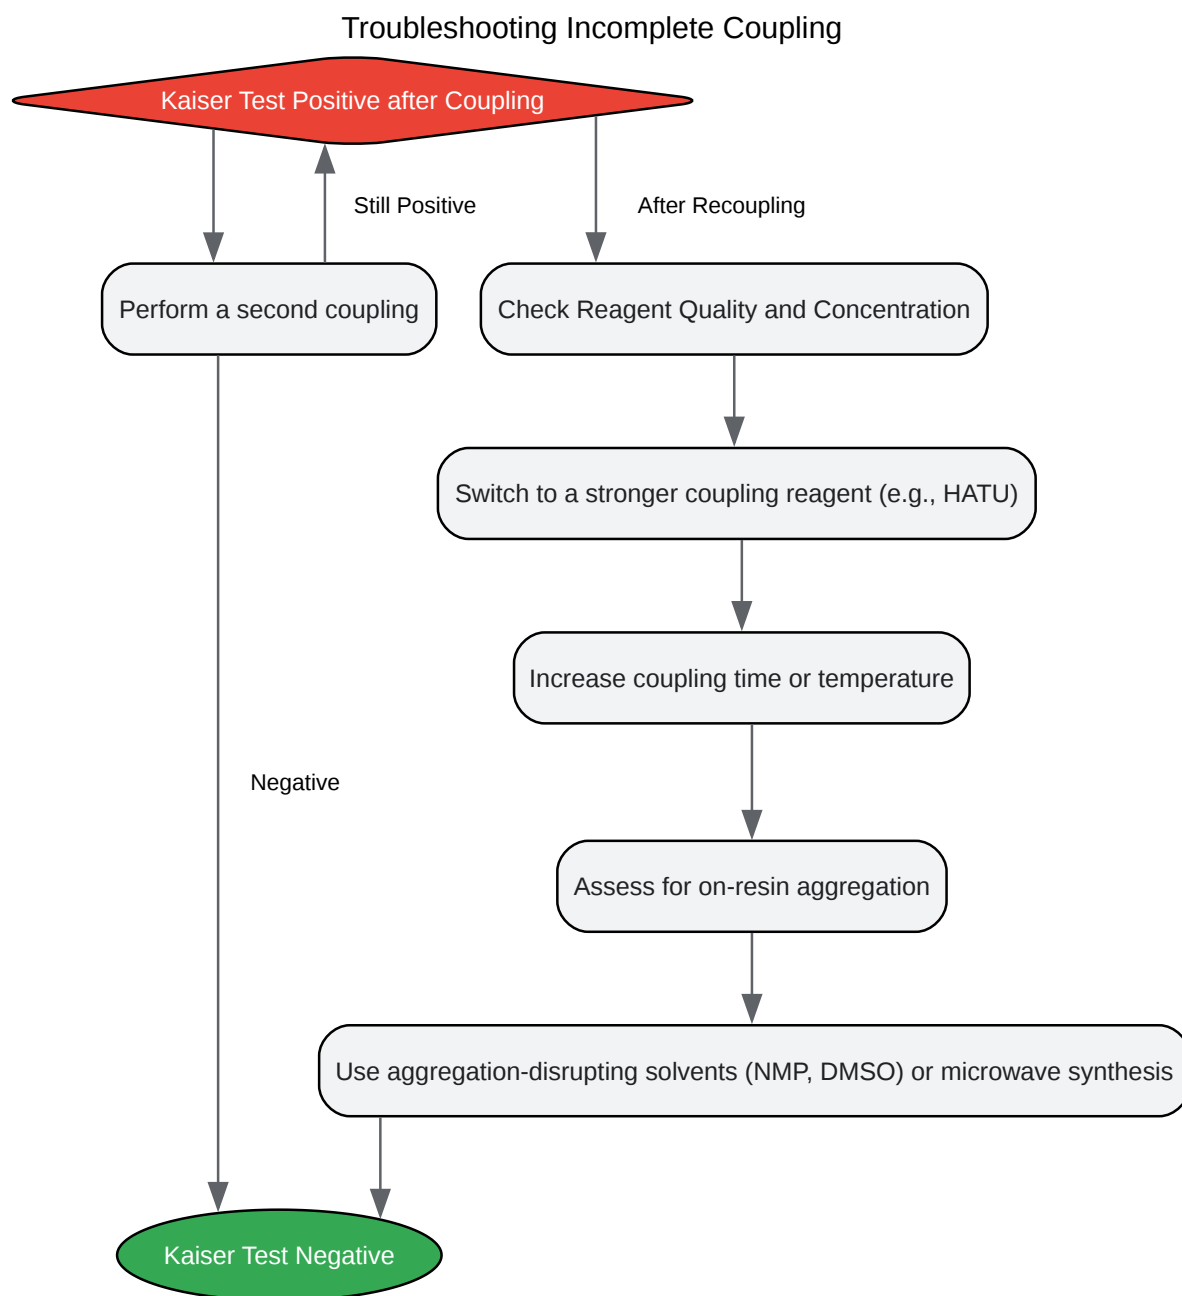 Troubleshooting Incomplete Coupling
Kaiser Test Positive after Coupling
Still Positive
After Recoupling
Perform a second coupling
Check Reagent Quality and Concentration
Switch to a stronger coupling reagent (e.g., HATU)
Increase coupling time or temperature
Negative
Assess for on-resin aggregation
Use aggregation-disrupting solvents (NMP, DMSO) or microwave synthesis
Kaiser Test Negative